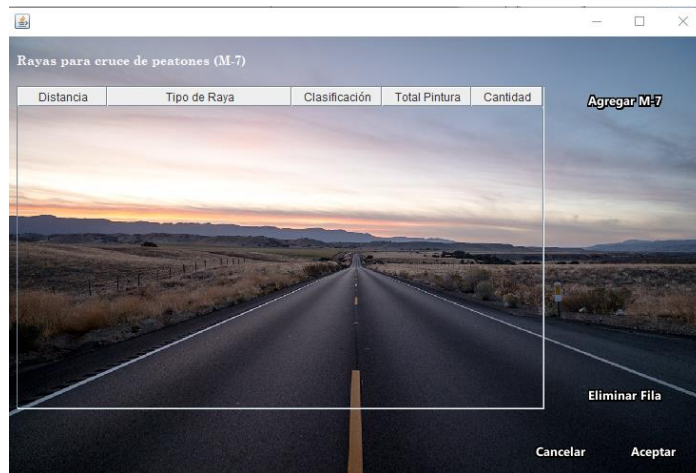 Rayas para cruce de peatones (M-7)
Distancia Tipo de Raya Clasificación Total Pintura Cantidad
Agregar M-7
Eliminar Fila
Cancelar Aceptar